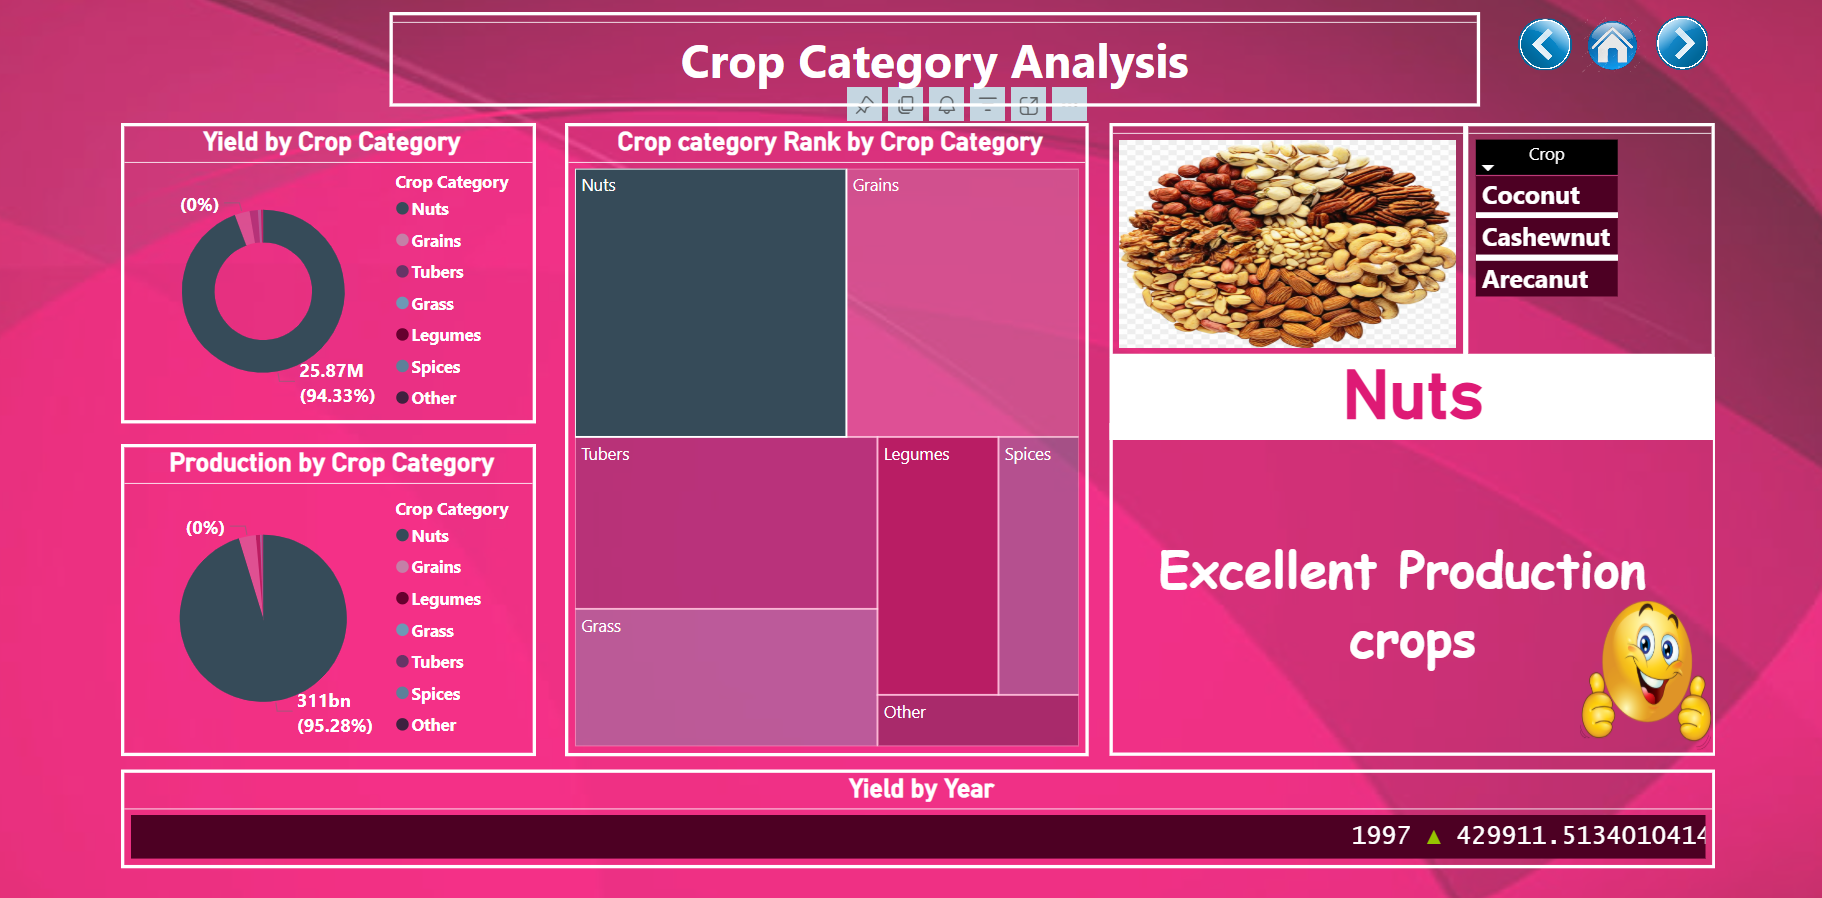 Crop Category Analysis
Yield by Crop Category
(0%)
25.87M
(94.33%)
Crop Category
Nuts
Grains
Tubers
Grass
Legumes
Spices
Other
Production by Crop Category
(0%)
311bn
(95.28%)
Crop Category
Nuts
Grains
Legumes
Grass
Tubers
Spices
Other
Crop category Rank by Crop Category
Nuts
Grains
Tubers
Legumes
Spices
Grass
Other
Crop
Coconut
Cashewnut
Arecanut
Nuts
Excellent Production
crops
Yield by Year
1997 ▲ 429911.5134010414